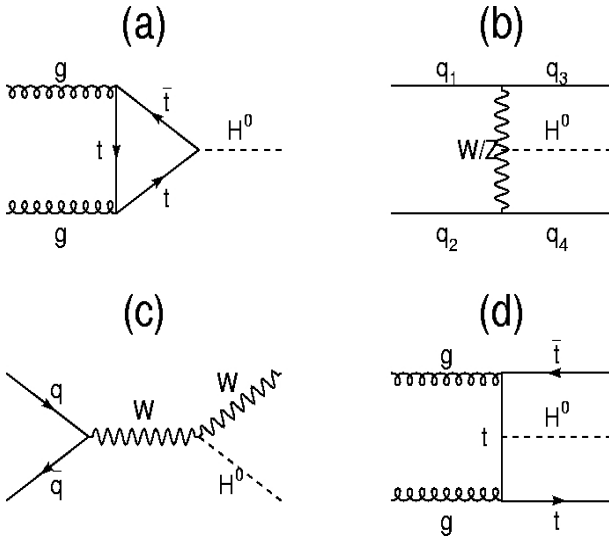 (a)
g
t̄
H⁰
t
t
g
(b)
q₁ q₃
W/Z H⁰
q₂ q₄
(c)
q
W
W
q̄
H⁰
(d)
g t̄
t H⁰
g t